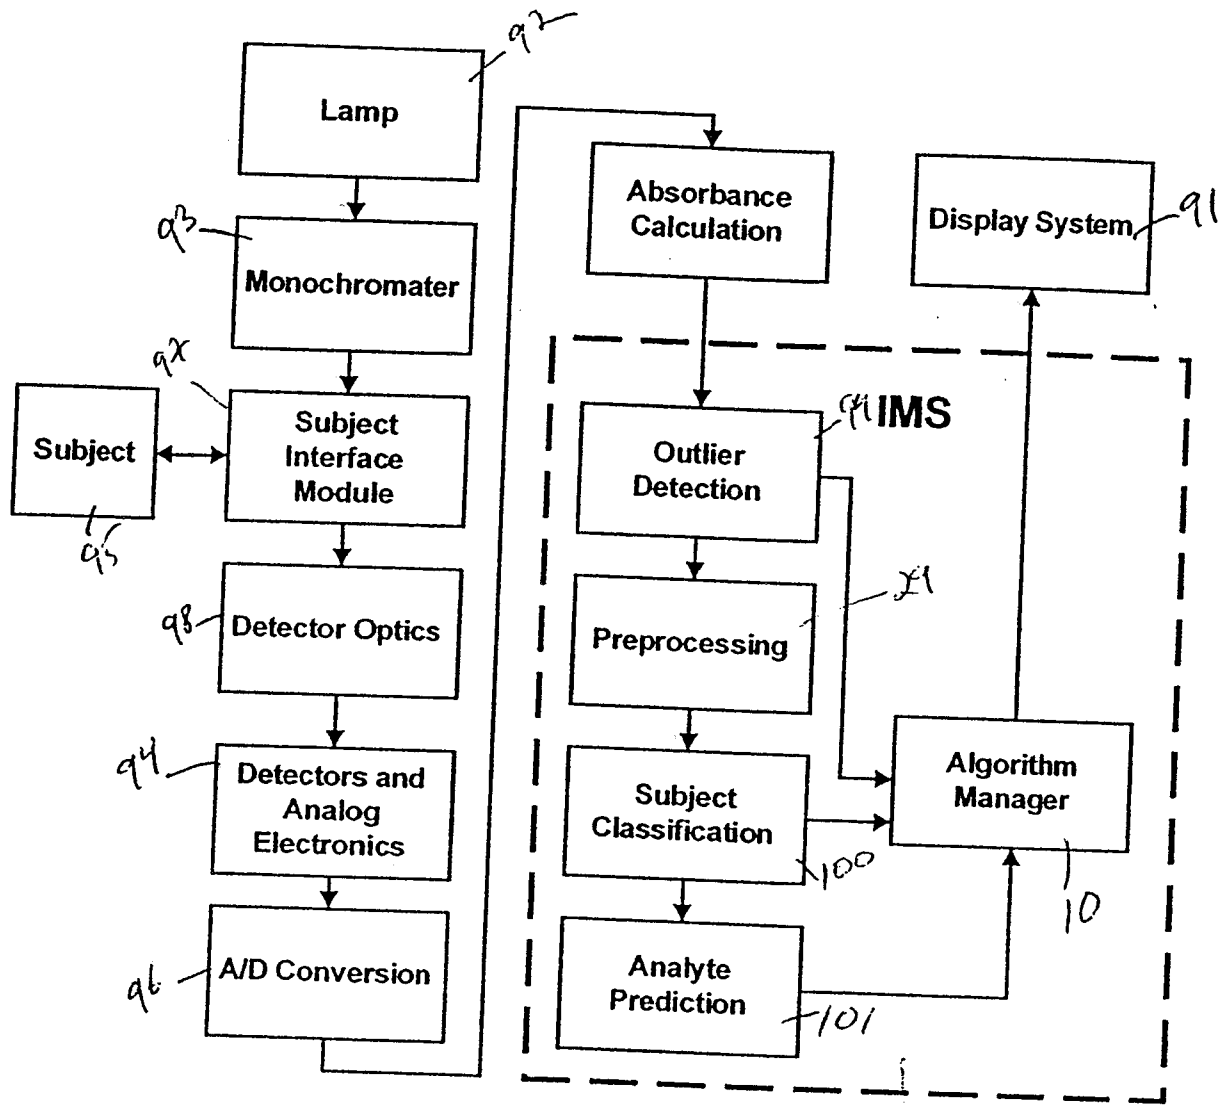 92
Lamp
93
Monochromater
Subject
Interface
Module
Subject
95
98
Detector Optics
94
Detectors and
Analog
Electronics
96
A/D Conversion
Absorbance
Calculation
Display System
91
IMS
Outlier
Detection
Preprocessing
Subject
Classification
100
Analyte
Prediction
101
Algorithm
Manager
10